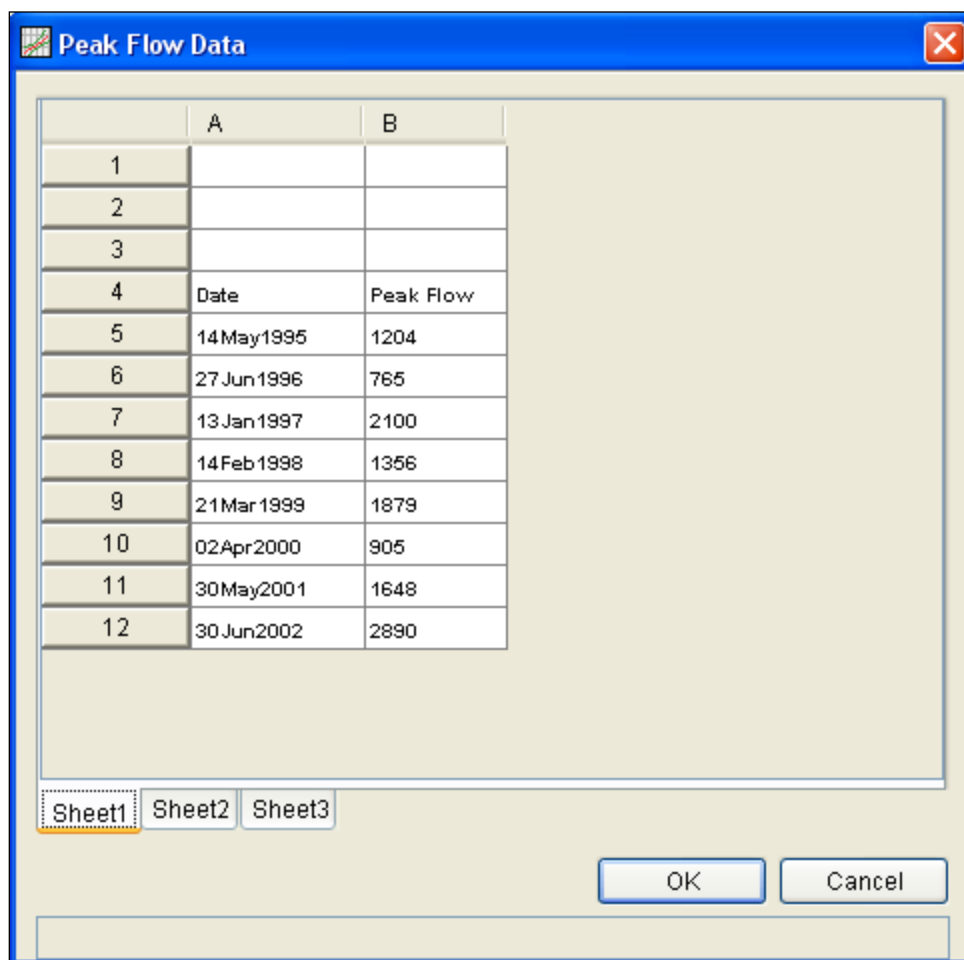 Peak Flow Data
A B
1
2
3
4 Date Peak Flow
5 14May1995 1204
6 27Jun1996 765
7 13Jan1997 2100
8 14Feb1998 1356
9 21Mar1999 1879
10 02Apr2000 905
11 30May2001 1648
12 30Jun2002 2890
Sheet1 Sheet2 Sheet3
OK Cancel